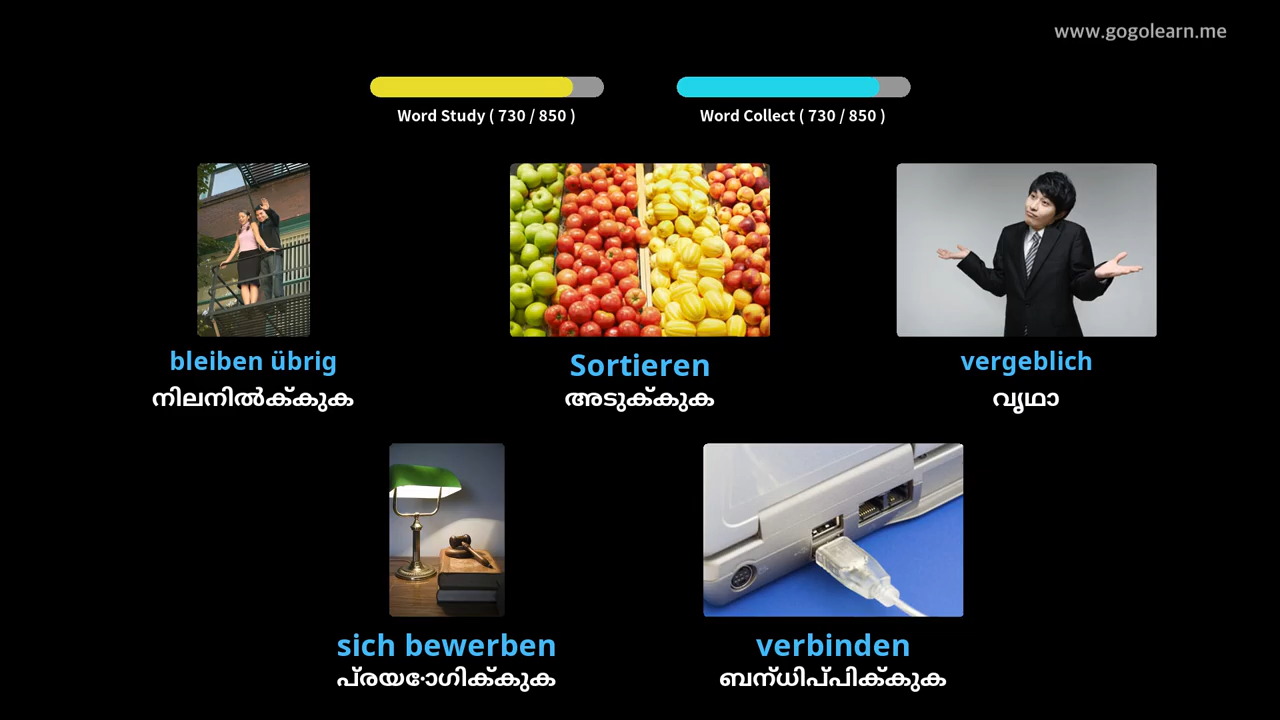 www.gogolearn.me
Word Study ( 730 / 850 )
Word Collect ( 730 / 850 )
bleiben übrig
നിലനിൽക്കുക
Sortieren
അടുക്കുക
vergeblich
വൃഥാ
sich bewerben
പ്രയോഗിക്കുക
verbinden
ബന്ധിപ്പിക്കുക